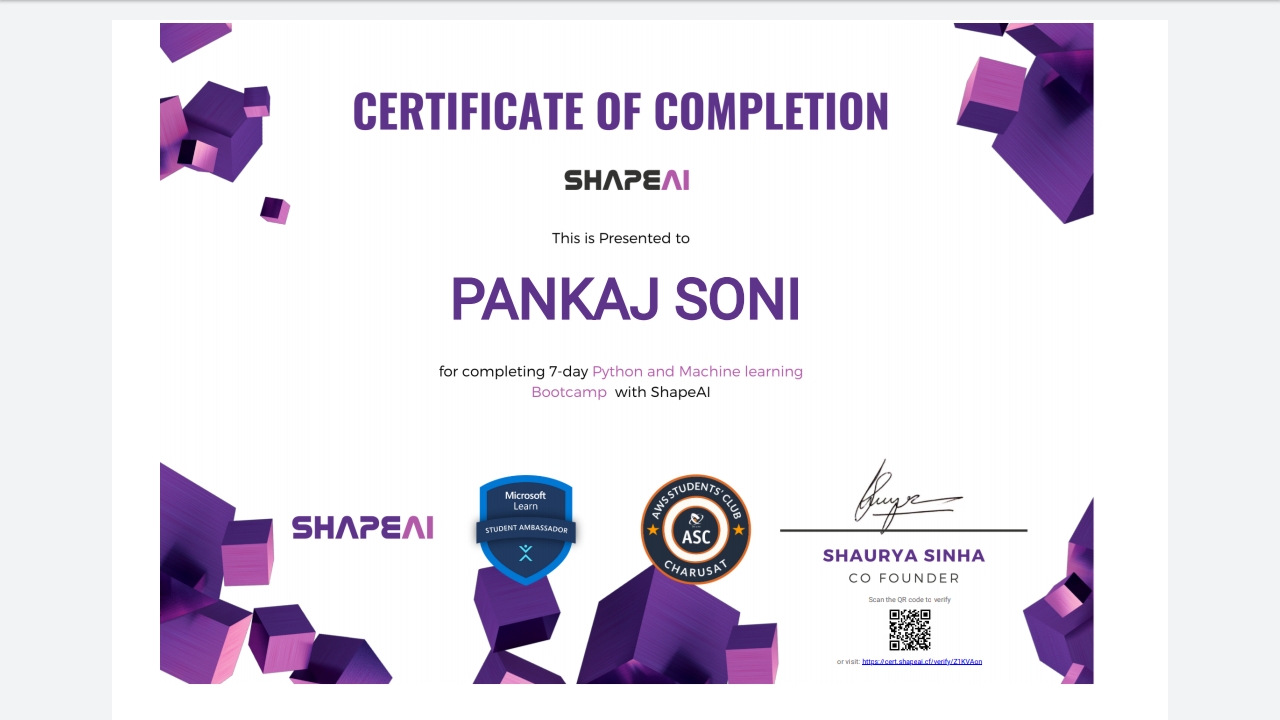 CERTIFICATE OF COMPLETION
SHAPEAI
This is Presented to
PANKAJ SONI
for completing 7-day Python and Machine learning
Bootcamp with ShapeAI
SHAPEAI
Microsoft
Learn
STUDENT AMBASSADOR
AWS STUDENTS' CLUB
ASC
CHARUSAT
SHAURYA SINHA
CO FOUNDER
Scan the QR code to verify
or visit: https://cert.shapeai.cf/verify/Z1KVAon